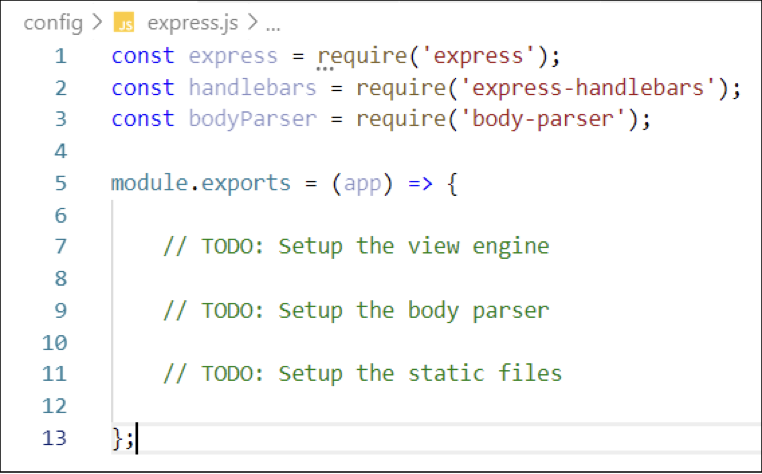 config > JS express.js > ...
1 const express = require('express');
2 const handlebars = require('express-handlebars');
3 const bodyParser = require('body-parser');
4
5 module.exports = (app) => {
6
7 // TODO: Setup the view engine
8
9 // TODO: Setup the body parser
10
11 // TODO: Setup the static files
12
13 };